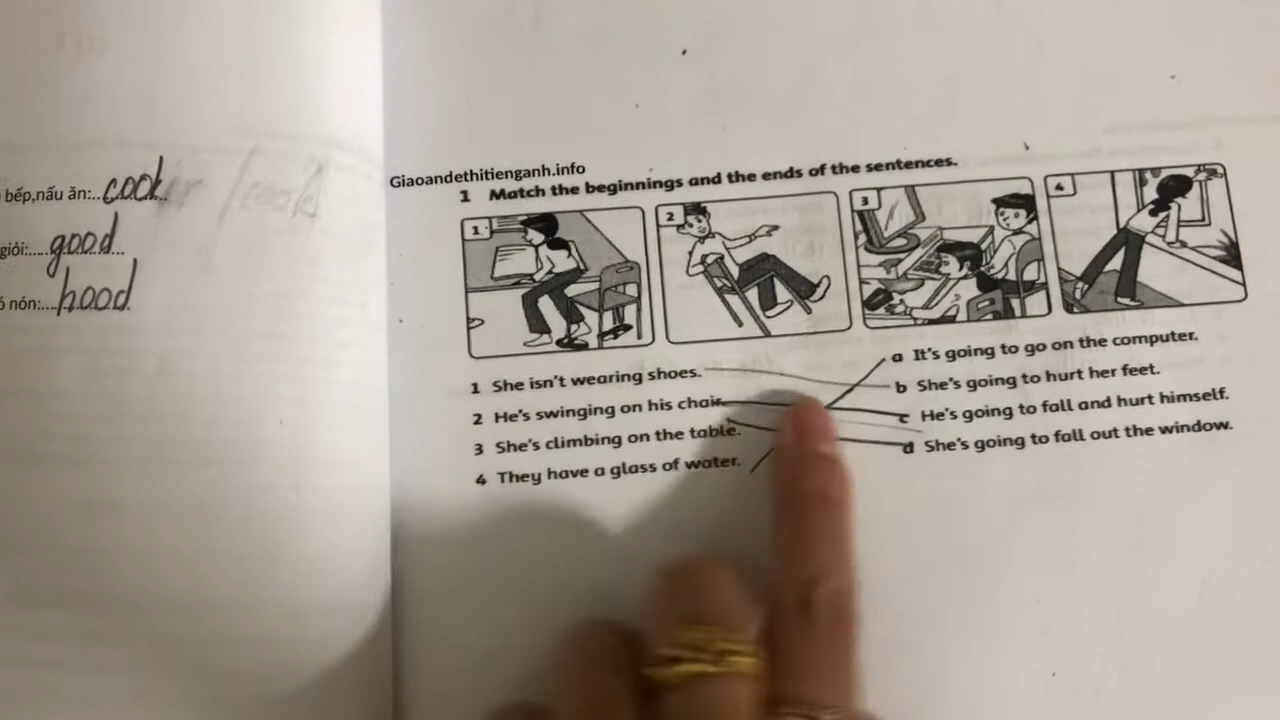 bếp,nấu ăn:..cook
giỏi:.....good...
nón:....hood
Giaoandethitienganh.info
1 Match the beginnings and the ends of the sentences.
1
2
3
4
1 She isn't wearing shoes.
2 He's swinging on his chair.
3 She's climbing on the table.
4 They have a glass of water.
a It's going to go on the computer.
b She's going to hurt her feet.
c He's going to fall and hurt himself.
d She's going to fall out the window.